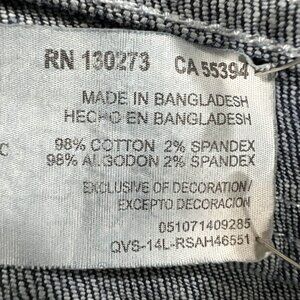 RN 130273 CA 55394
MADE IN BANGLADESH
HECHO EN BANGLADESH
C
98% COTTON 2% SPANDEX
98% ALGODON 2% SPANDEX
EXCLUSIVE OF DECORATION/
EXCEPTO DECORACION
051071409285
QVS-14L-RSAH46551